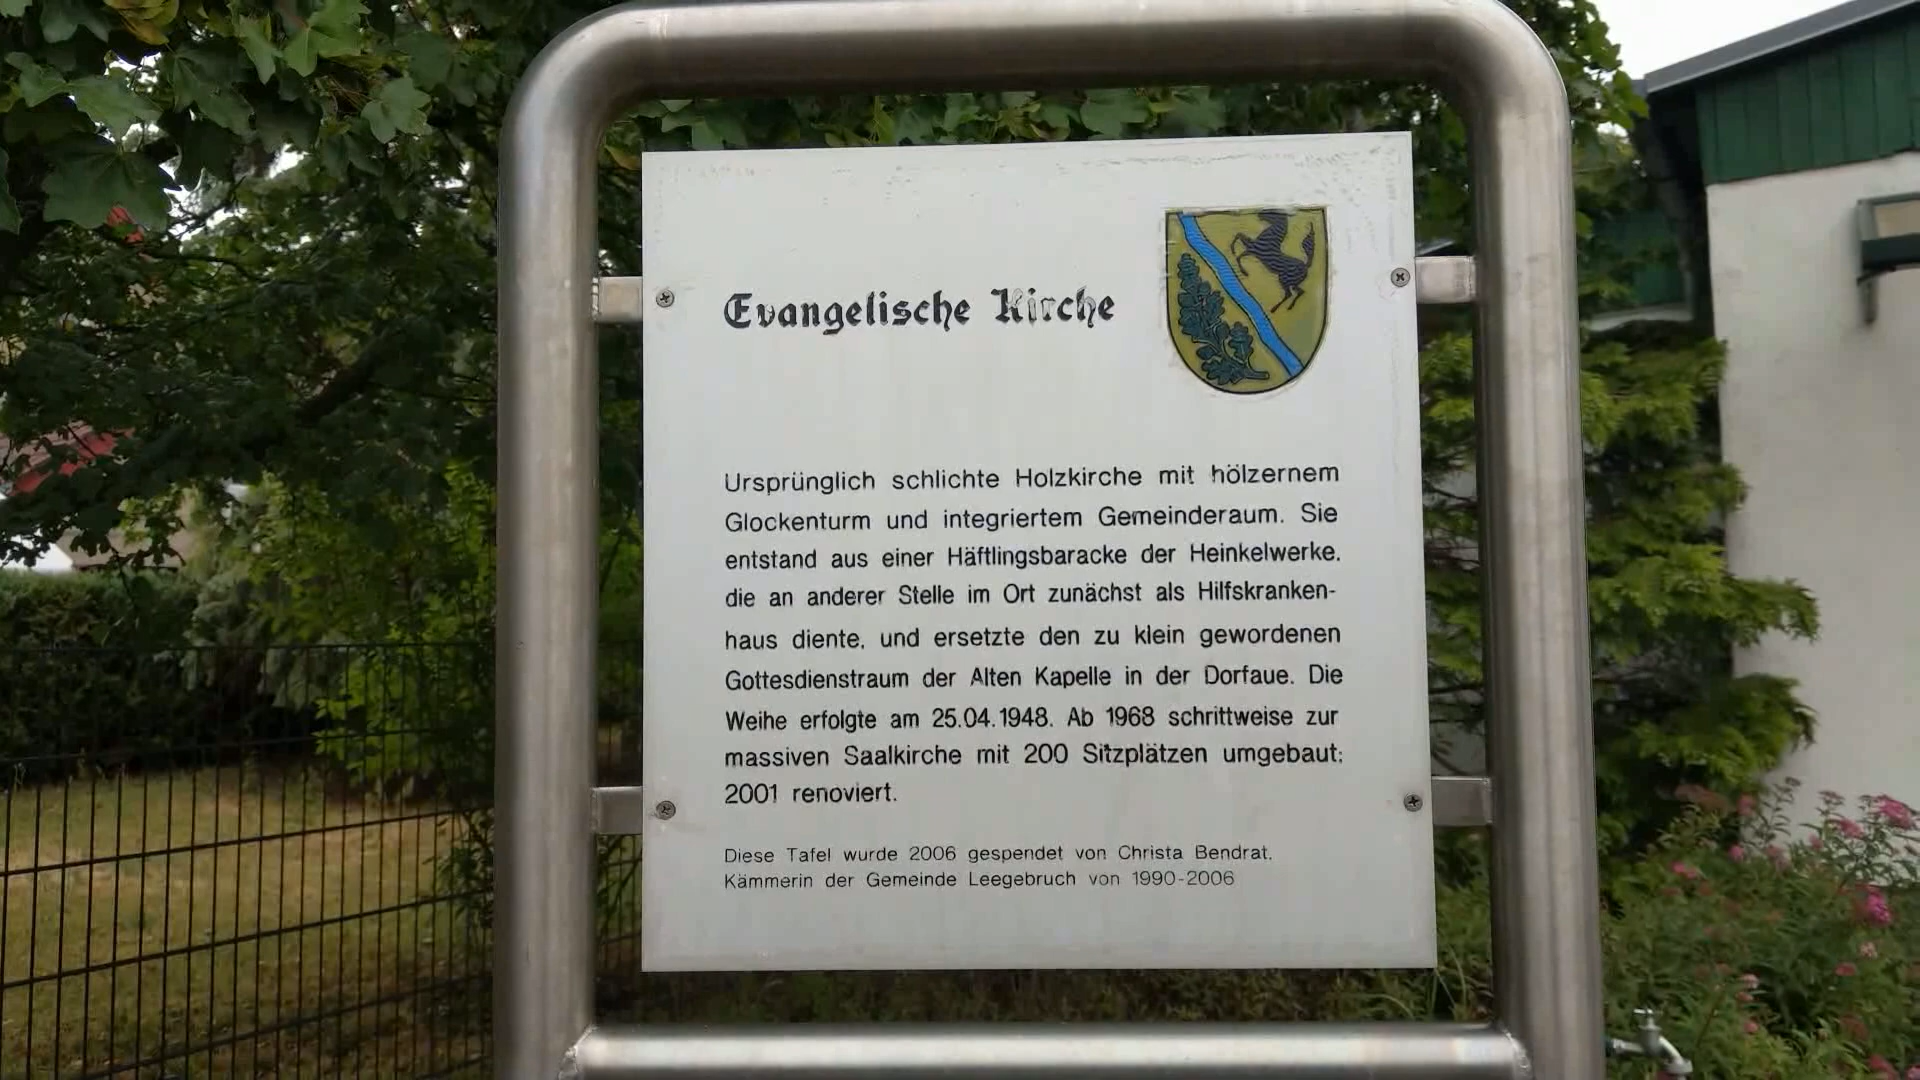 Evangelische Kirche
Ursprünglich schlichte Holzkirche mit hölzernem
Glockenturm und integriertem Gemeinderaum. Sie
entstand aus einer Häftlingsbaracke der Heinkelwerke,
die an anderer Stelle im Ort zunächst als Hilfskranken-
haus diente, und ersetzte den zu klein gewordenen
Gottesdienstraum der Alten Kapelle in der Dorfaue. Die
Weihe erfolgte am 25.04.1948. Ab 1968 schrittweise zur
massiven Saalkirche mit 200 Sitzplätzen umgebaut;
2001 renoviert.
Diese Tafel wurde 2006 gespendet von Christa Bendrat,
Kämmerin der Gemeinde Leegebruch von 1990-2006